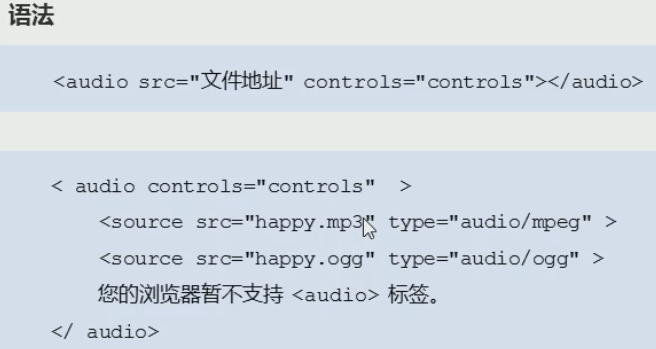 语法
<audio src="文件地址" controls="controls"></audio>
< audio controls="controls"  >
<source src="happy.mp3" type="audio/mpeg" >
<source src="happy.ogg" type="audio/ogg" >
您的浏览器暂不支持 <audio> 标签。
</ audio>